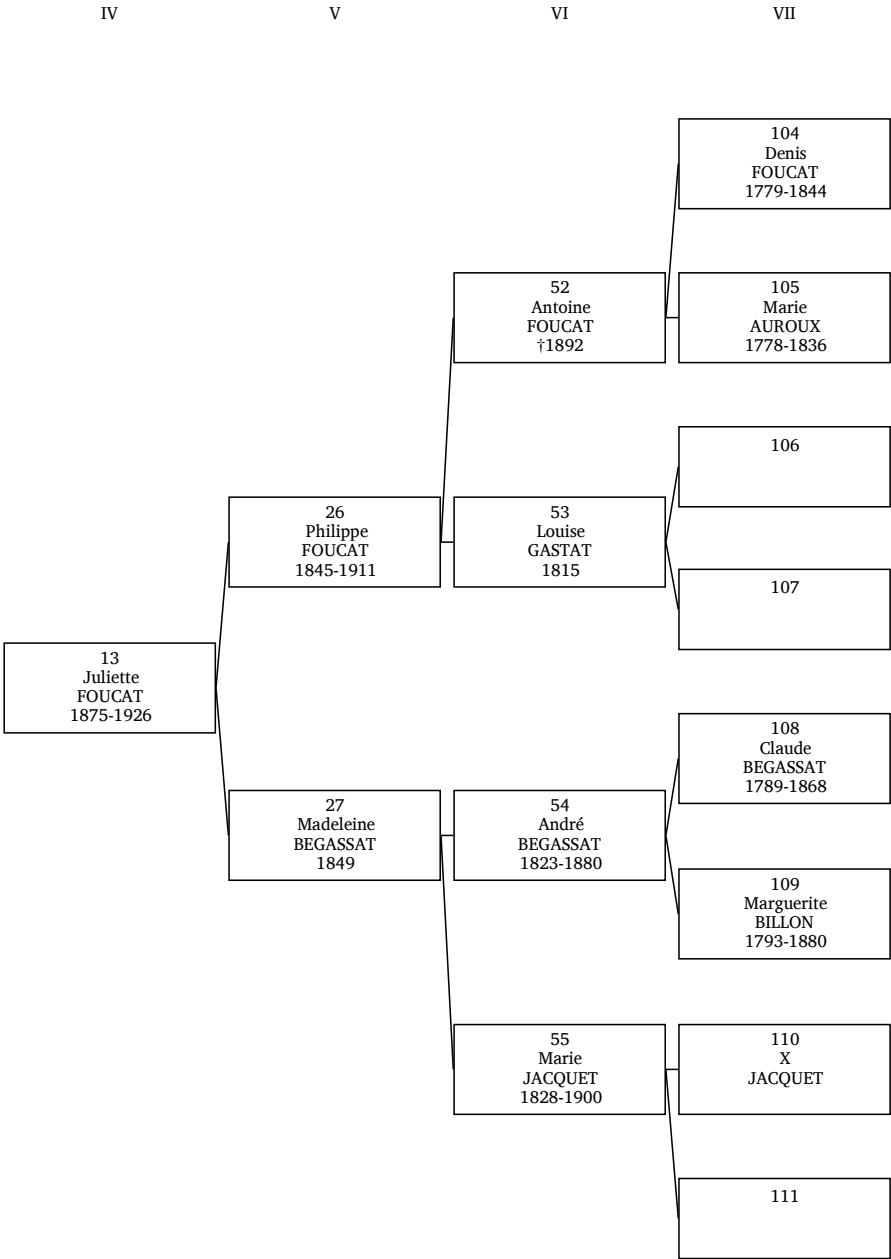 IV V VI VII
104
Denis
FOUCAT
1779-1844
52
Antoine
FOUCAT
†1892
105
Marie
AUROUX
1778-1836
106
26
Philippe
FOUCAT
1845-1911
53
Louise
GASTAT
1815
107
13
Juliette
FOUCAT
1875-1926
108
Claude
BEGASSAT
1789-1868
27
Madeleine
BEGASSAT
1849
54
André
BEGASSAT
1823-1880
109
Marguerite
BILLON
1793-1880
55
Marie
JACQUET
1828-1900
110
X
JACQUET
111